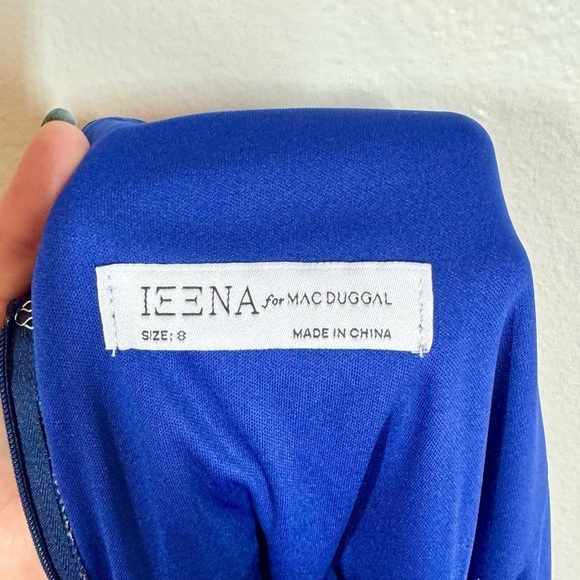 IEENA for MAC DUGGAL
SIZE: 8 MADE IN CHINA